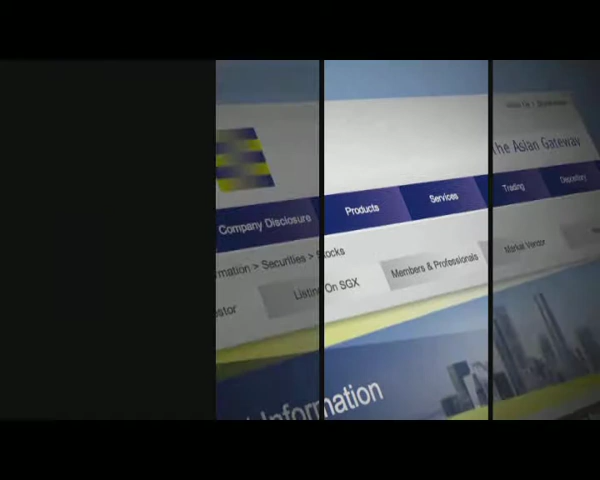 The Asian Gateway
Company Disclosure Products Services Trading Depository
rmation > Securities > Stocks
estor Listing On SGX Members & Professionals Market Vendor
Information